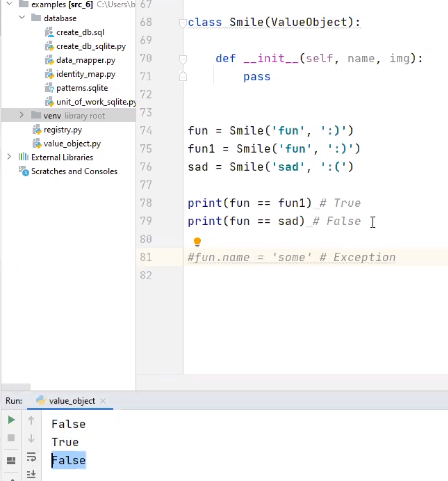 examples [src_6] C:\Users\b
database
create_db.sql
create_db_sqlite.py
data_mapper.py
identity_map.py
patterns.sqlite
unit_of_work_sqlite.py
venv library root
registry.py
value_object.py
External Libraries
Scratches and Consoles
67
68 class Smile(ValueObject):
69
70 def __init__(self, name, img):
71 pass
72
73
74 fun = Smile('fun', ':)')
75 fun1 = Smile('fun', ':)')
76 sad = Smile('sad', ':(')
77
78 print(fun == fun1) # True
79 print(fun == sad) # False
80
81 #fun.name = 'some' # Exception
82
Run: value_object
False
True
False